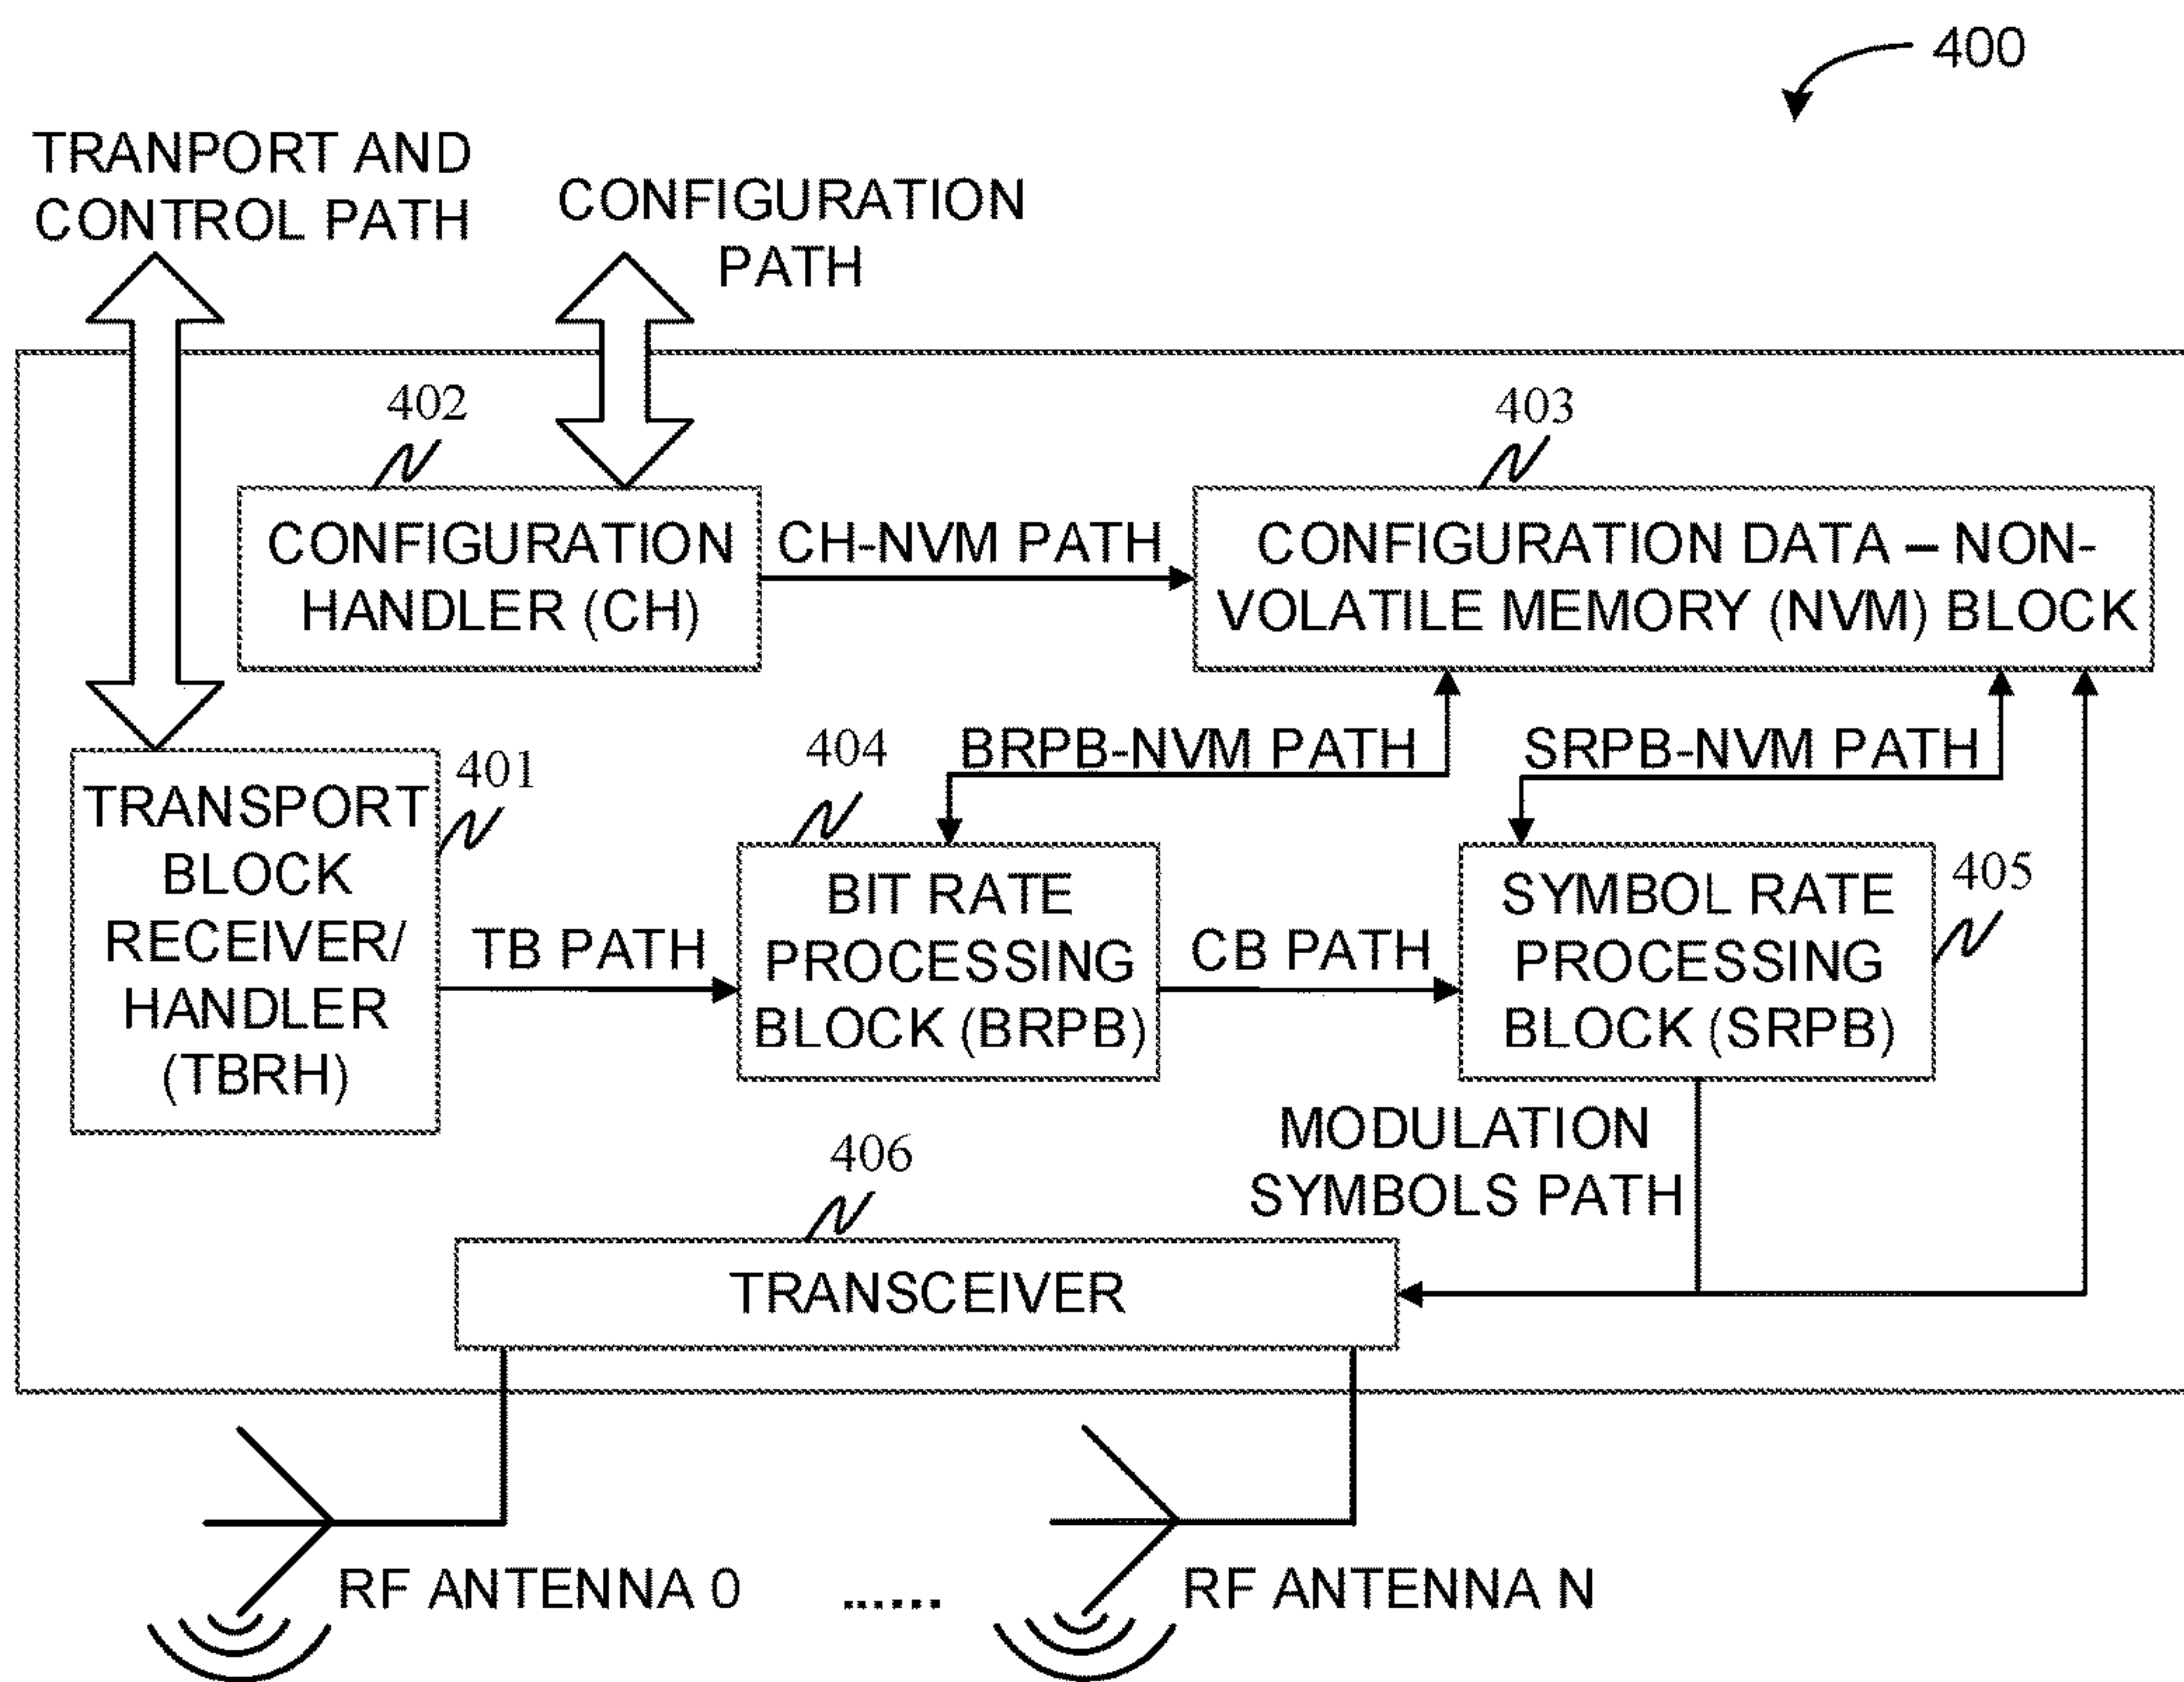 400
TRANPORT AND
CONTROL PATH
CONFIGURATION
PATH
402
403
CONFIGURATION
HANDLER (CH)
CH-NVM PATH
CONFIGURATION DATA – NON-
VOLATILE MEMORY (NVM) BLOCK
404
BRPB-NVM PATH
SRPB-NVM PATH
401
TRANSPORT
BLOCK
RECEIVER/
HANDLER
(TBRH)
TB PATH
BIT RATE
PROCESSING
BLOCK (BRPB)
CB PATH
SYMBOL RATE
PROCESSING
BLOCK (SRPB)
405
MODULATION
SYMBOLS PATH
406
TRANSCEIVER
RF ANTENNA 0
......
RF ANTENNA N